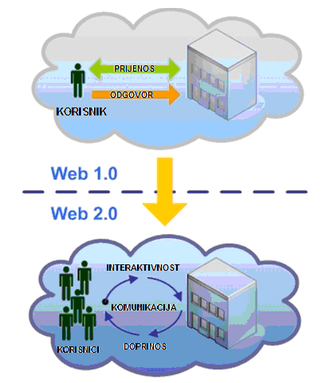 PRIJENOS
ODGOVOR
KORISNIK
Web 1.0
Web 2.0
INTERAKTIVNOST
KOMUNIKACIJA
KORISNICI
DOPRINOS